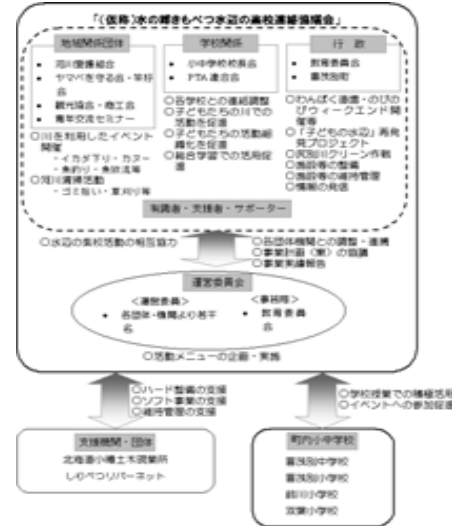 「(仮称)水の輝きもべつ水辺の楽校連絡協議会」
地域関係団体
河川愛護組合
ヤマベを守る会・
会
観光協会・商工会
青年交流セミナー
○川を利用したイベント
開催
- イカダ下り・カヌー
- 魚釣り・魚放流等
○河川清掃活動
- ゴミ拾い・草刈り等
学校関係
小中学校校長会
PTA連合会
○各学校との連絡調整
○子どもたちの川での
活動を促進
○子どもたちの活動組
織化を促進
○総合学習での活用促
進
行 政
教育委員会
喜茂別町
○わんぱく
びウィークエンド開
催等
○「子どもの水辺」再発
見プロジェクト
○尻別川クリーン作戦
○施設等の整備
○施設等の維持管理
○情報の発信
有識者・支援者・サポーター
○水辺の楽校活動の相互協力
○各団体機関との調整・連携
○事業計画(案)の協議
○事業実績報告
運営委員会
<運営委員>
各団体・機関より若干
名
<事務局>
教育委員
会
○活動メニューの企画・実施
○ハード整備の支援
○ソフト事業の支援
○維持管理の支援
○学校授業での積極活用
○イベントへの参加促進
支援機関・団体
北海道小樽土木現業所
しりべつリバーネット
町内小中学校
喜茂別中学校
喜茂別小学校
鈴川小学校
双葉小学校